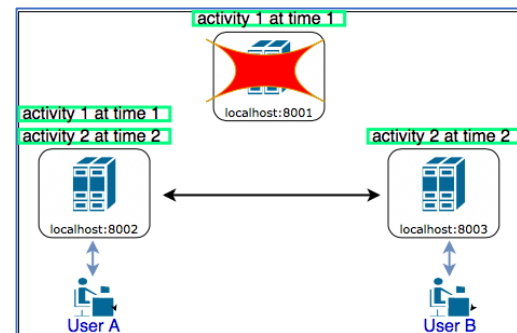 activity 1 at time 1
localhost:8001
activity 1 at time 1
activity 2 at time 2
localhost:8002
activity 2 at time 2
localhost:8003
User A
User B